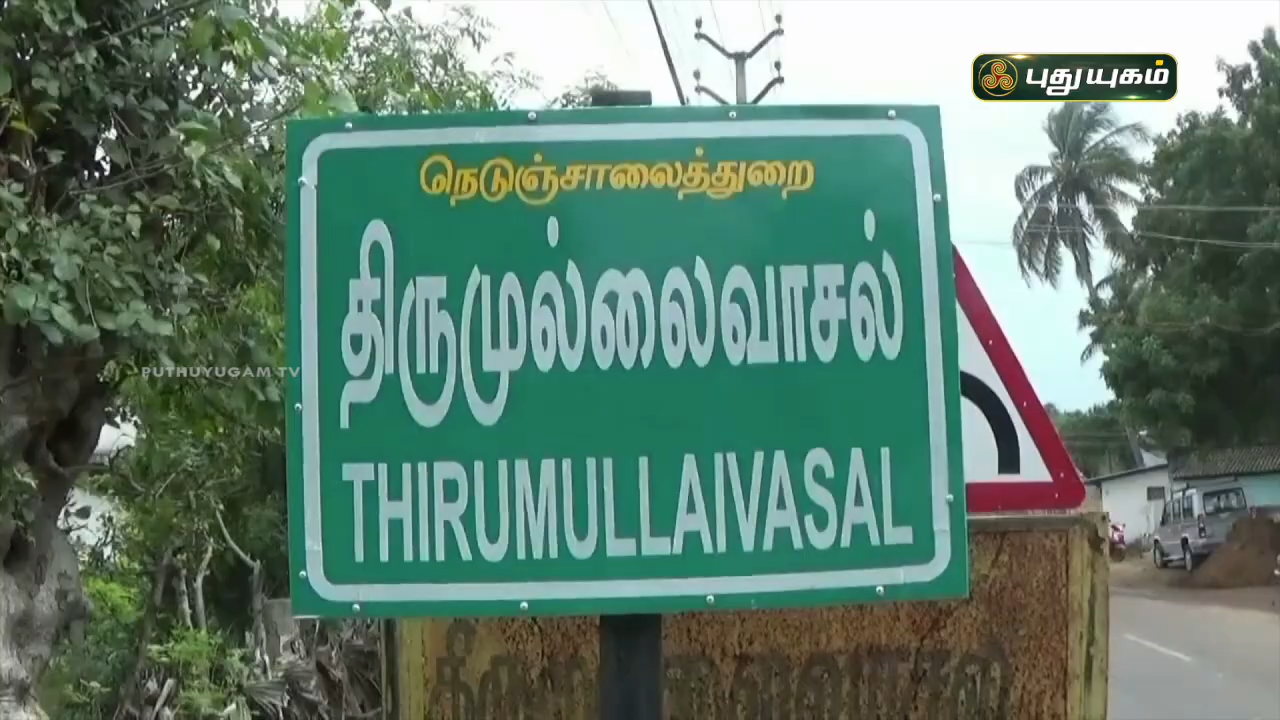 புதுயுகம்
நெடுஞ்சாலைத்துறை
திருமுல்லைவாசல்
PUTHUYUGAM TV
THIRUMULLAIVASAL